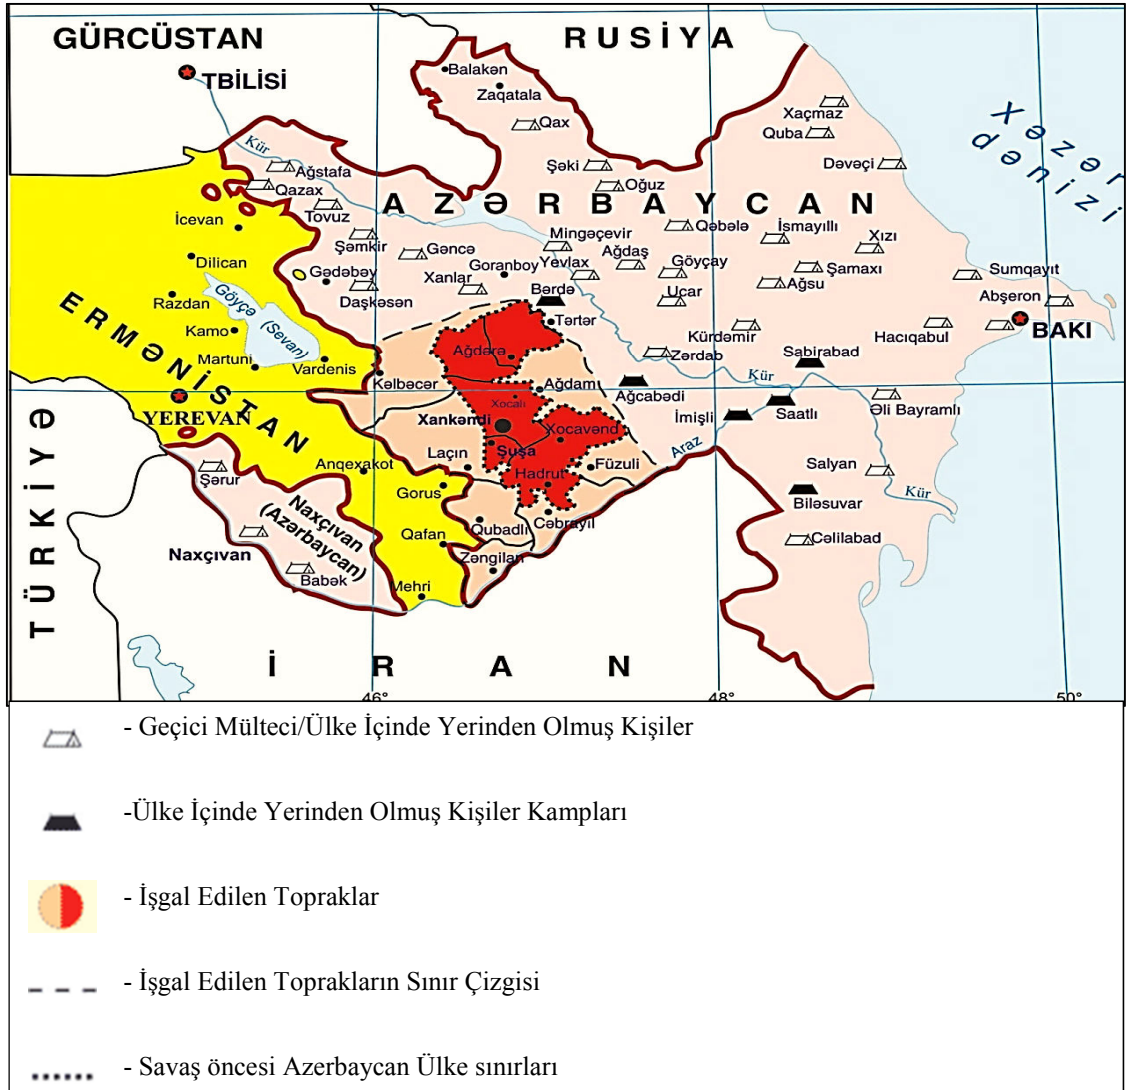 GÜRCÜSTAN
RUSİYA
TBİLİSİ
Balakən
Zaqatala
Qax
Xaçmaz
Quba
Xəzər
dənizi
Kür
Ağstafa
Qazax
Tovuz
Şəki
Oğuz
Dəvəçi
AZƏRBAYCAN
İcevan
Şəmkir
Gəncə
Mingəçevir
Qəbələ
İsmayıllı
Xızı
Dilican
Gədəbəy
Xanlar
Goranboy
Yevlax
Ağdaş
Göyçay
Şamaxı
Sumqayıt
Razdan
Göyçə (Sevan)
Daşkəsən
Bərdə
Ucar
Ağsu
Abşeron
Kamo
Tərtər
Kürdəmir
Hacıqabul
BAKI
ERMƏNİSTAN
Martuni
Vardenis
Ağdərə
Zərdab
Sabirabad
Kəlbəcər
Ağdam
Ağcabədi
Kür
YEREVAN
Xocalı
Xankəndi
Xocavənd
İmişli
Saatlı
Əli Bayramlı
TÜRKİYƏ
Şuşa
Araz
Şərur
Anqexakot
Laçın
Hadrut
Füzuli
Salyan
Kür
Gorus
Biləsuvar
Naxçıvan
(Azərbaycan)
Qafan
Qubadlı
Cəbrayıl
Cəlilabad
Naxçıvan
Babək
Zəngilan
Mehri
İRAN
46°
48°
50°
- Geçici Mülteci/Ülke İçinde Yerinden Olmuş Kişiler
-Ülke İçinde Yerinden Olmuş Kişiler Kampları
- İşgal Edilen Topraklar
- İşgal Edilen Toprakların Sınır Çizgisi
- Savaş öncesi Azerbaycan Ülke sınırları